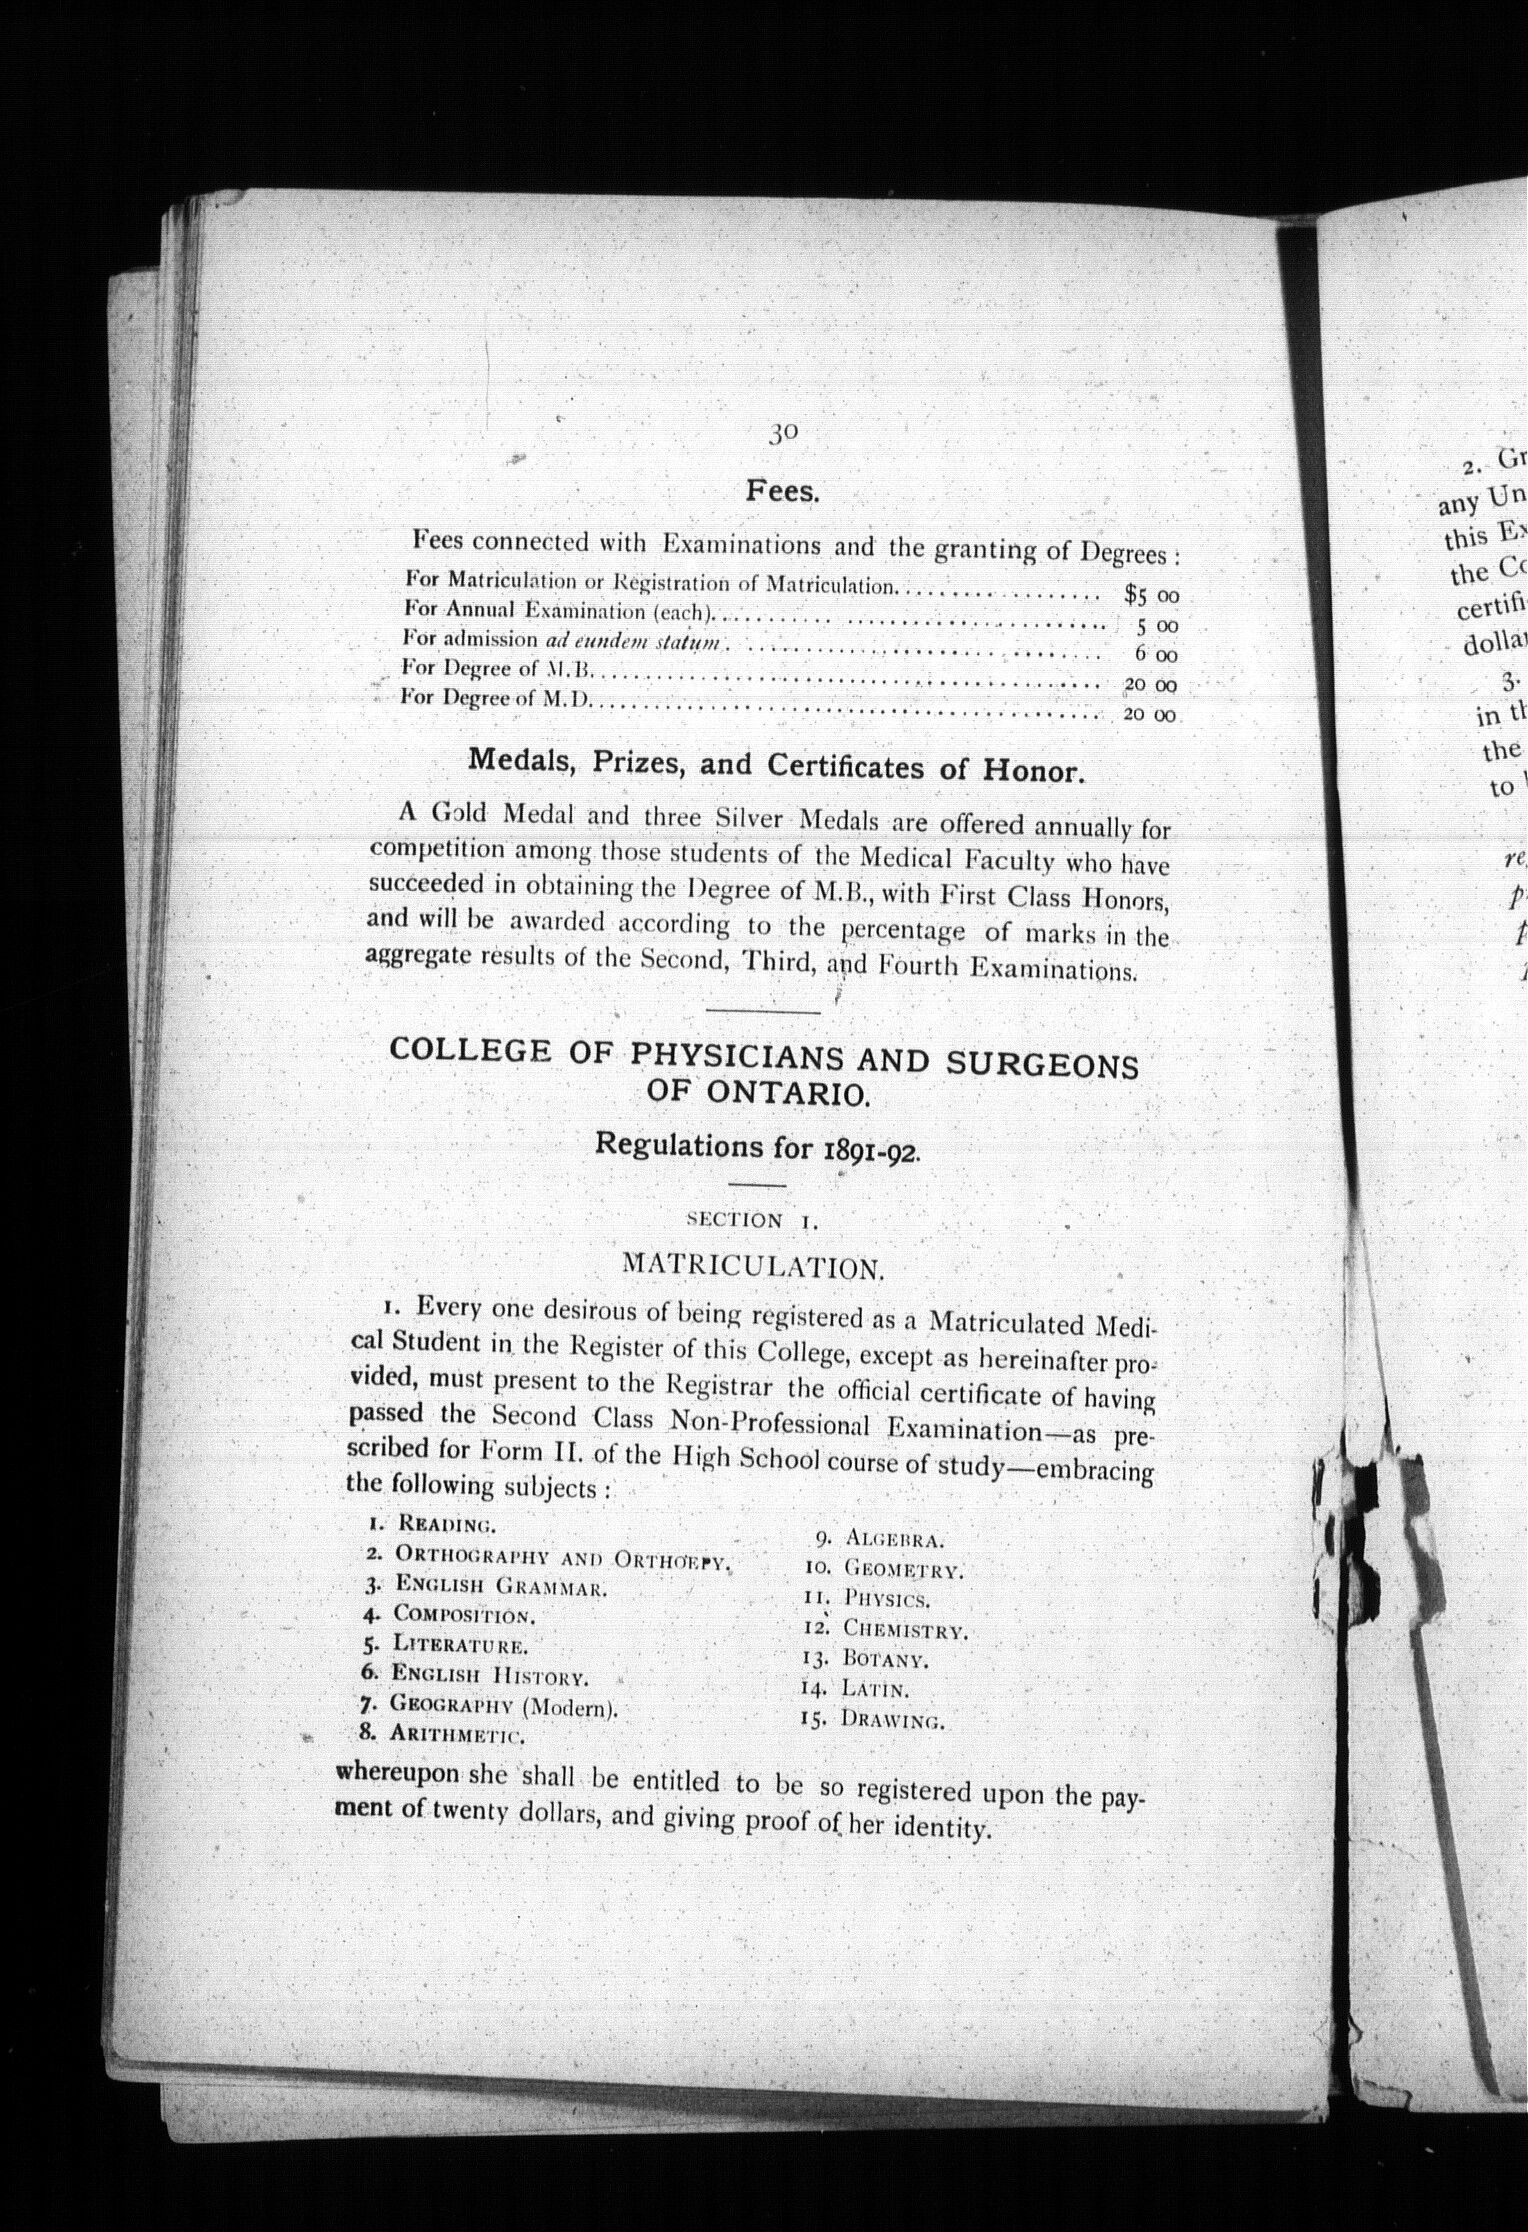 30
Fees.
Fees connected with Examinations and the granting of Degrees :
For Matriculation or Registration of Matriculation.................. $5 00
For Annual Examination (each)..................................... 5 00
For admission ad eundem statum................................... 6 00
For Degree of M.B................................................ 20 00
For Degree of M.D................................................ 20 00
Medals, Prizes, and Certificates of Honor.
A Gold Medal and three Silver Medals are offered annually for
competition among those students of the Medical Faculty who have
succeeded in obtaining the Degree of M.B., with First Class Honors,
and will be awarded according to the percentage of marks in the
aggregate results of the Second, Third, and Fourth Examinations.
COLLEGE OF PHYSICIANS AND SURGEONS
OF ONTARIO.
Regulations for 1891-92.
SECTION I.
MATRICULATION.
1. Every one desirous of being registered as a Matriculated Medi-
cal Student in the Register of this College, except as hereinafter pro-
vided, must present to the Registrar the official certificate of having
passed the Second Class Non-Professional Examination—as pre-
scribed for Form II. of the High School course of study—embracing
the following subjects :
1. READING.
2. ORTHOGRAPHY AND ORTHOEPY.
3. ENGLISH GRAMMAR.
4. COMPOSITION.
5. LITERATURE.
6. ENGLISH HISTORY.
7. GEOGRAPHY (Modern).
8. ARITHMETIC.
9. ALGEBRA.
10. GEOMETRY.
11. PHYSICS.
12. CHEMISTRY.
13. BOTANY.
14. LATIN.
15. DRAWING.
whereupon she shall be entitled to be so registered upon the pay-
ment of twenty dollars, and giving proof of her identity.
2. Gr
any Un
this Ex
the Co
certifi
dollar
3.
in th
the
to
re